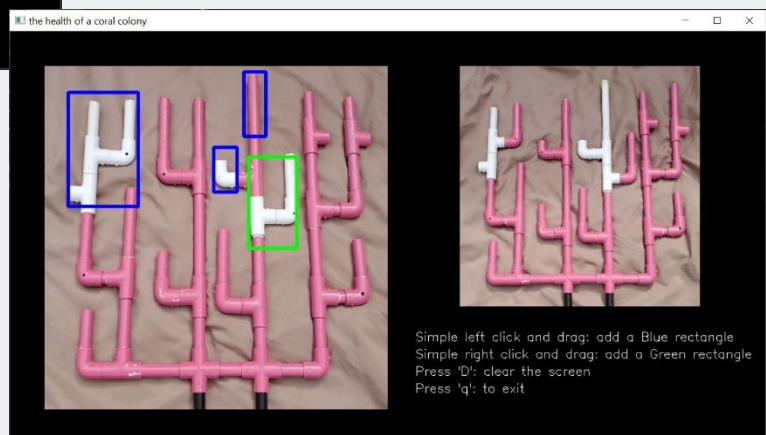 the health of a coral colony
Simple left click and drag: add a Blue rectangle
Simple right click and drag: add a Green rectangle
Press 'D': clear the screen
Press 'q': to exit